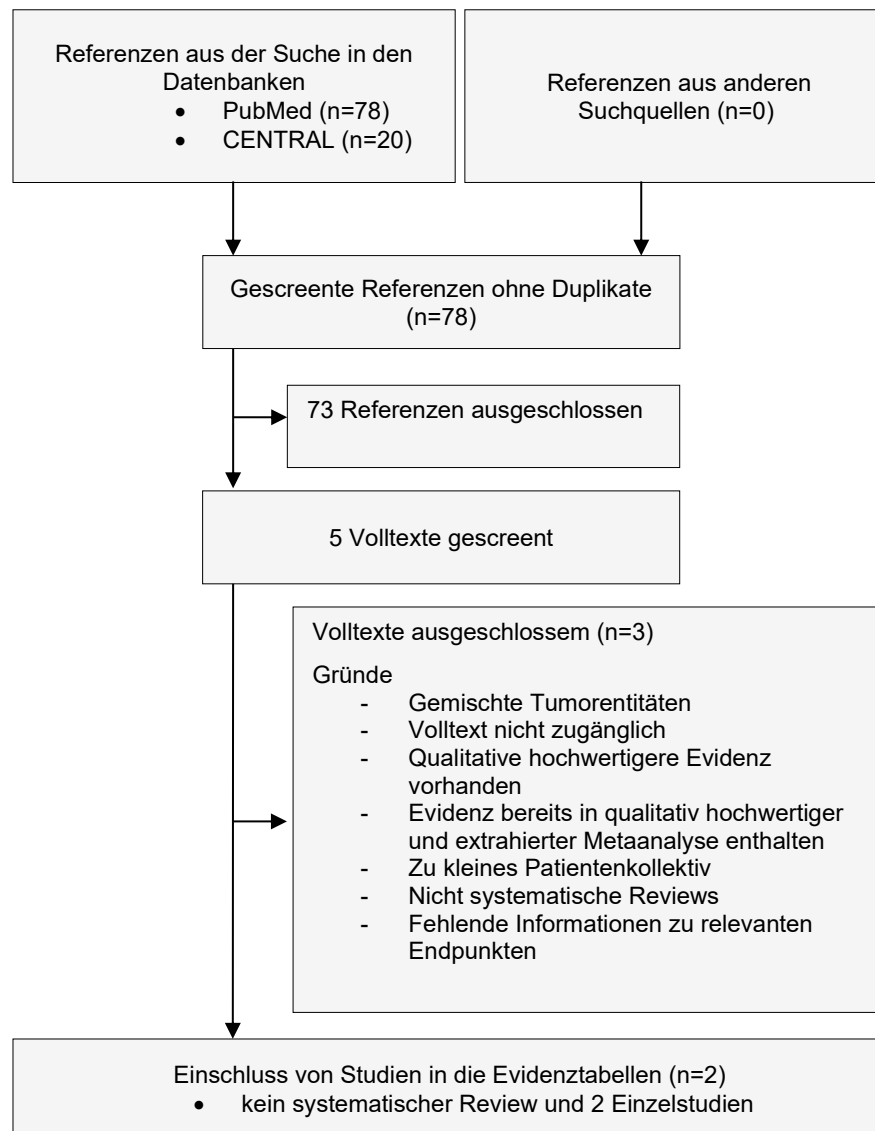 Referenzen aus der Suche in den
Datenbanken
• PubMed (n=78)
• CENTRAL (n=20)
Referenzen aus anderen
Suchquellen (n=0)
Gescreente Referenzen ohne Duplikate
(n=78)
73 Referenzen ausgeschlossen
5 Volltexte gescreent
Volltexte ausgeschlossem (n=3)
Gründe
- Gemischte Tumorentitäten
- Volltext nicht zugänglich
- Qualitative hochwertigere Evidenz
vorhanden
- Evidenz bereits in qualitativ hochwertiger
und extrahierter Metaanalyse enthalten
- Zu kleines Patientenkollektiv
- Nicht systematische Reviews
- Fehlende Informationen zu relevanten
Endpunkten
Einschluss von Studien in die Evidenztabellen (n=2)
• kein systematischer Review und 2 Einzelstudien